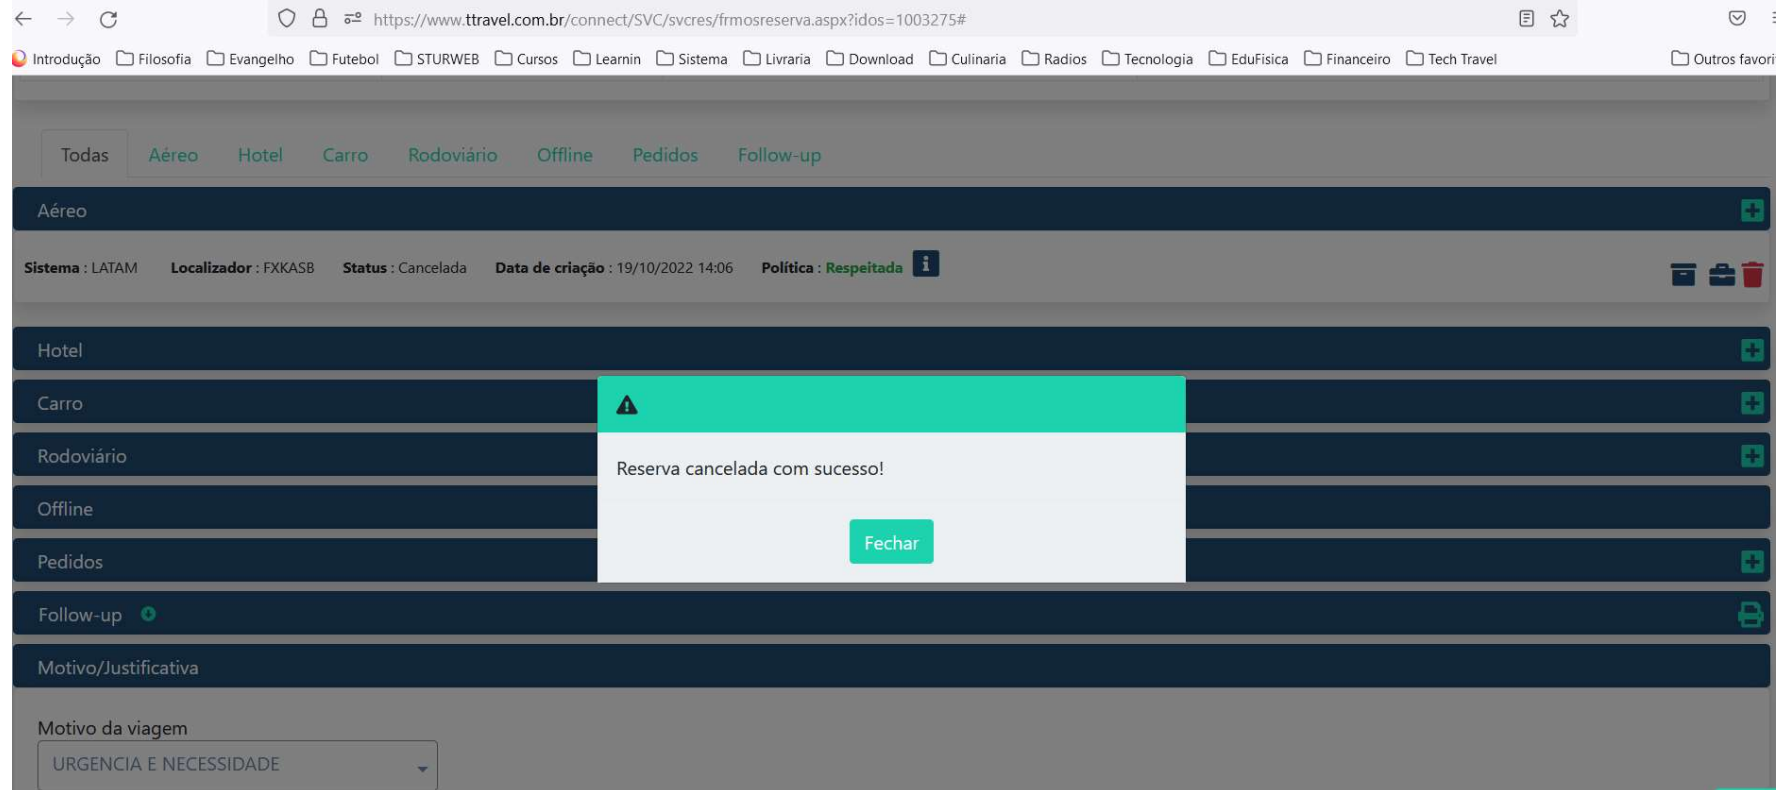 https://www.ttravel.com.br/connect/SVC/svcres/frmosreserva.aspx?idos=1003275#
Introdução Filosofia Evangelho Futebol STURWEB Cursos Learnin Sistema Livraria Download Culinaria Radios Tecnologia EduFisica Financeiro Tech Travel Outros favori
Todas Aéreo Hotel Carro Rodoviário Offline Pedidos Follow-up
Aéreo
Sistema : LATAM Localizador : FXKASB Status : Cancelada Data de criação : 19/10/2022 14:06 Política : Respeitada
Hotel
Carro
Rodoviário
Reserva cancelada com sucesso!
Offline
Fechar
Pedidos
Follow-up
Motivo/Justificativa
Motivo da viagem
URGENCIA E NECESSIDADE